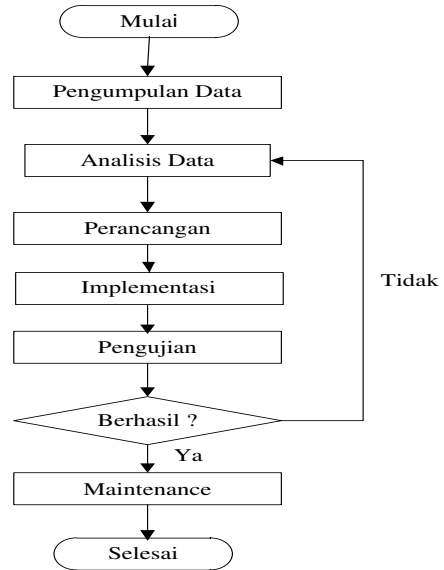 Mulai
Pengumpulan Data
Analisis Data
Perancangan
Implementasi
Tidak
Pengujian
Berhasil ?
Ya
Maintenance
Selesai